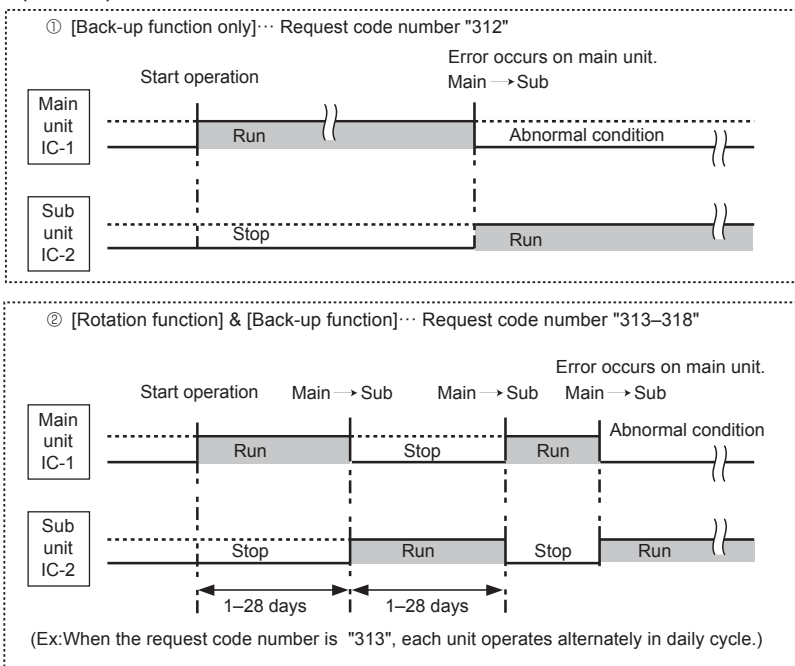 ① [Back-up function only]··· Request code number "312"
Error occurs on main unit.
Start operation
Main → Sub
Main
unit
IC-1
Run
Abnormal condition
Sub
unit
IC-2
Stop
Run
② [Rotation function] & [Back-up function]··· Request code number "313–318"
Error occurs on main unit.
Start operation
Main → Sub
Main → Sub
Main → Sub
Main
unit
IC-1
Run
Stop
Run
Abnormal condition
Sub
unit
IC-2
Stop
Run
Stop
Run
1–28 days
1–28 days
(Ex:When the request code number is "313", each unit operates alternately in daily cycle.)